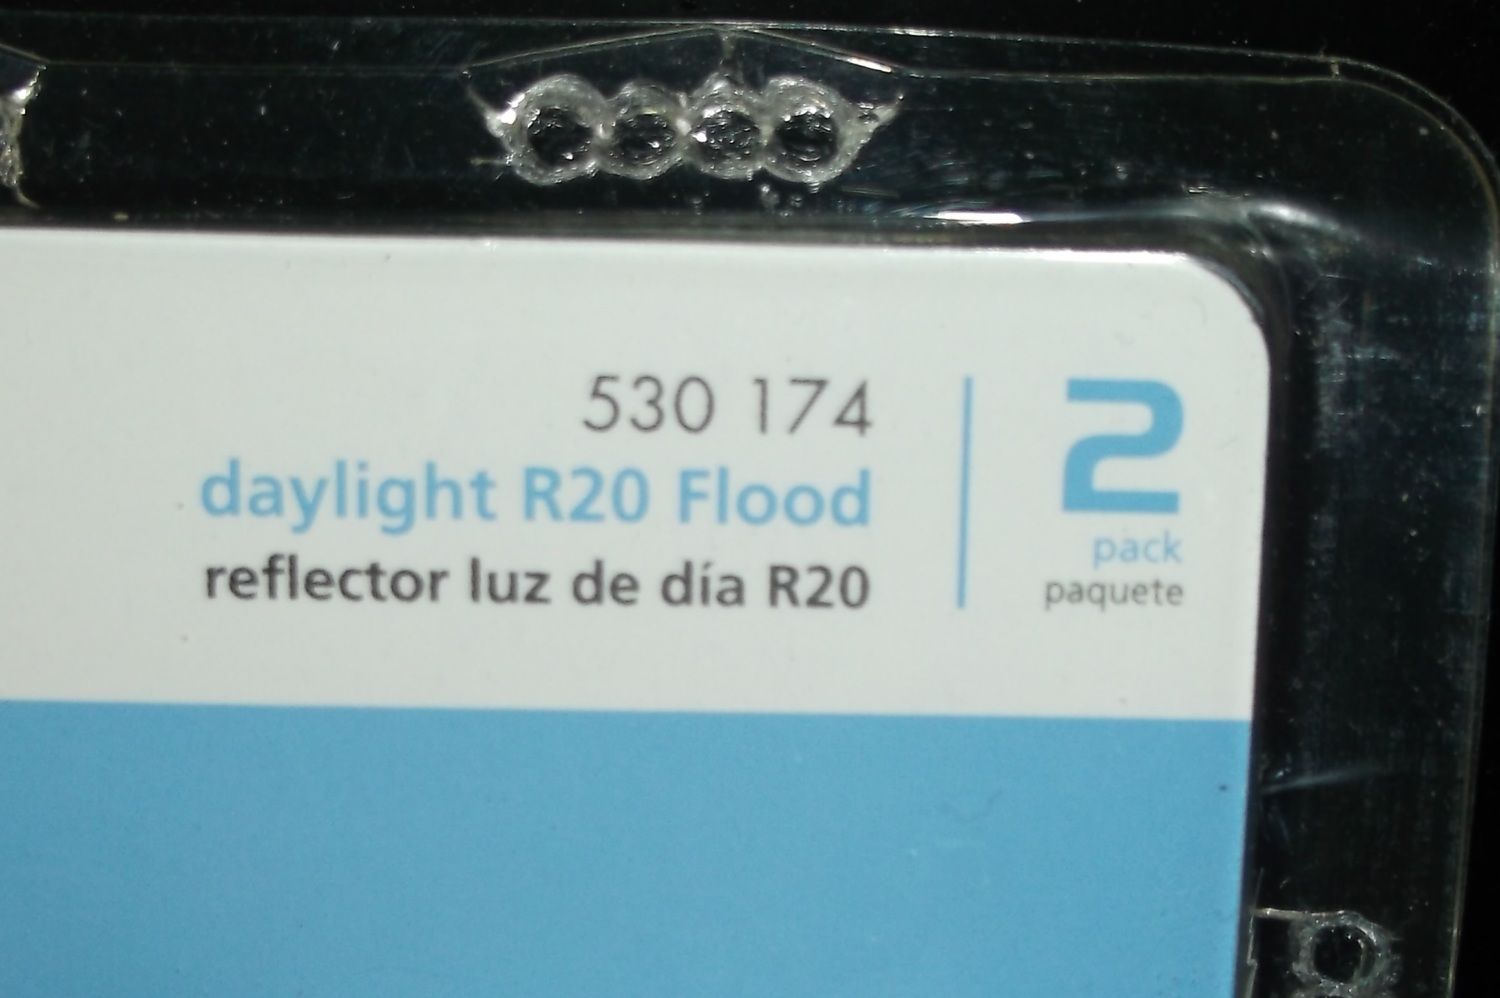 530 174
daylight R20 Flood
reflector luz de día R20
2
pack
paquete